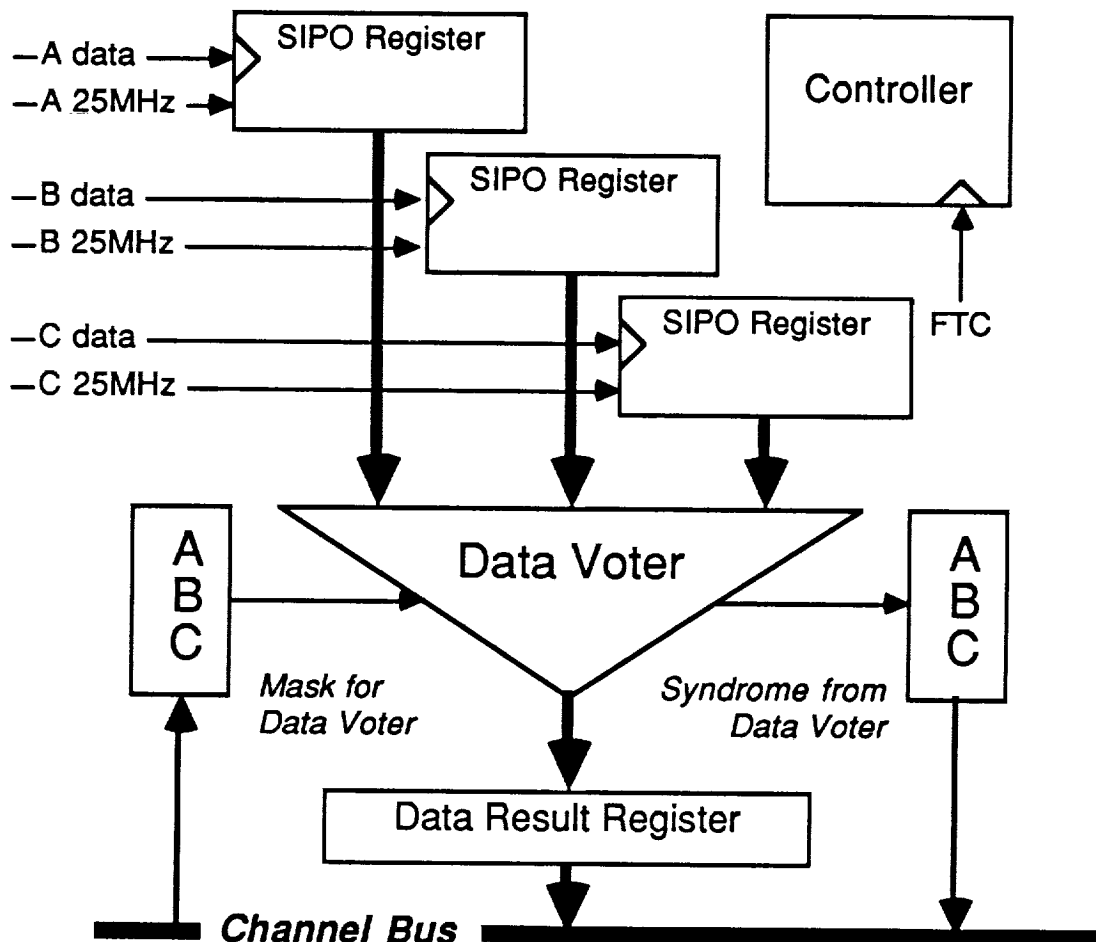 SIPO Register
—A data
—A 25MHz
Controller
SIPO Register
—B data
—B 25MHz
SIPO Register
FTC
—C data
—C 25MHz
A
B
C
Data Voter
A
B
C
Mask for
Data Voter
Syndrome from
Data Voter
Data Result Register
Channel Bus